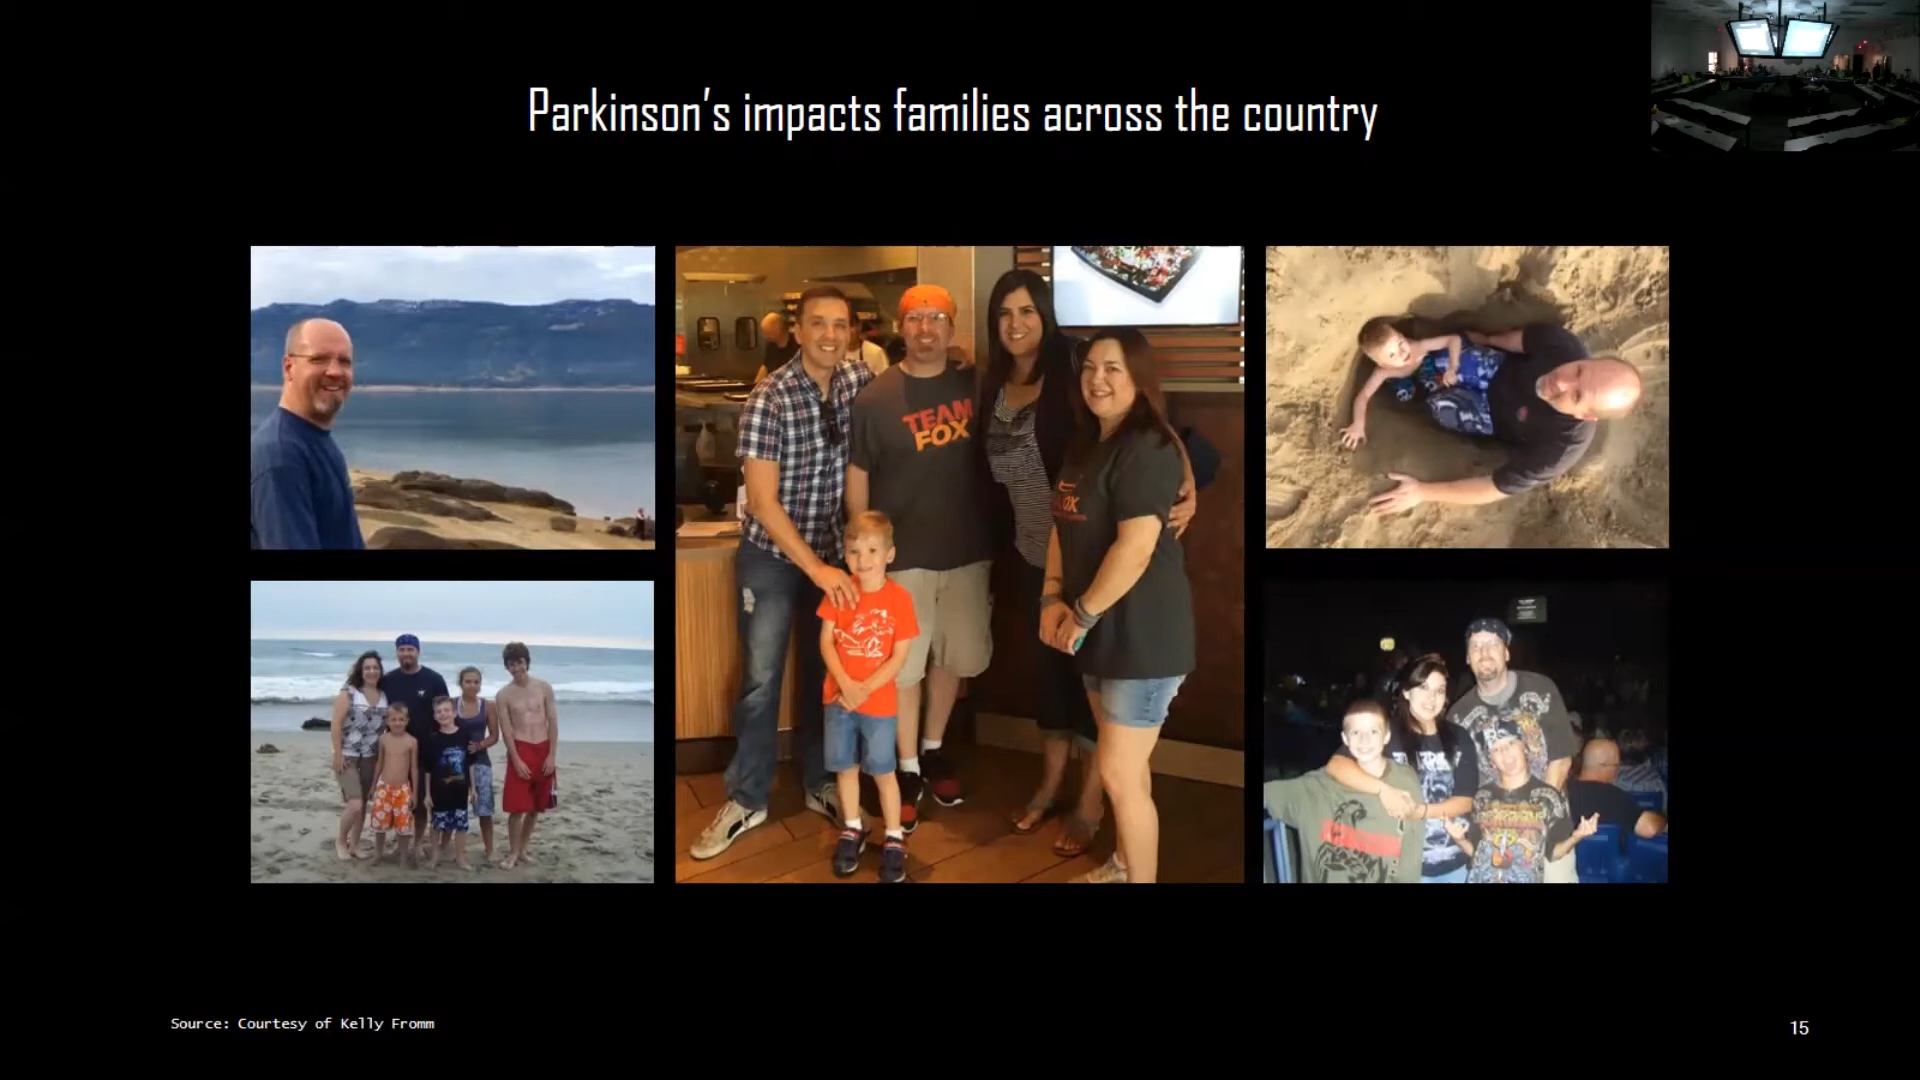 Parkinson's impacts families across the country
TEAM
FOX
Source: Courtesy of Kelly Fromm
15